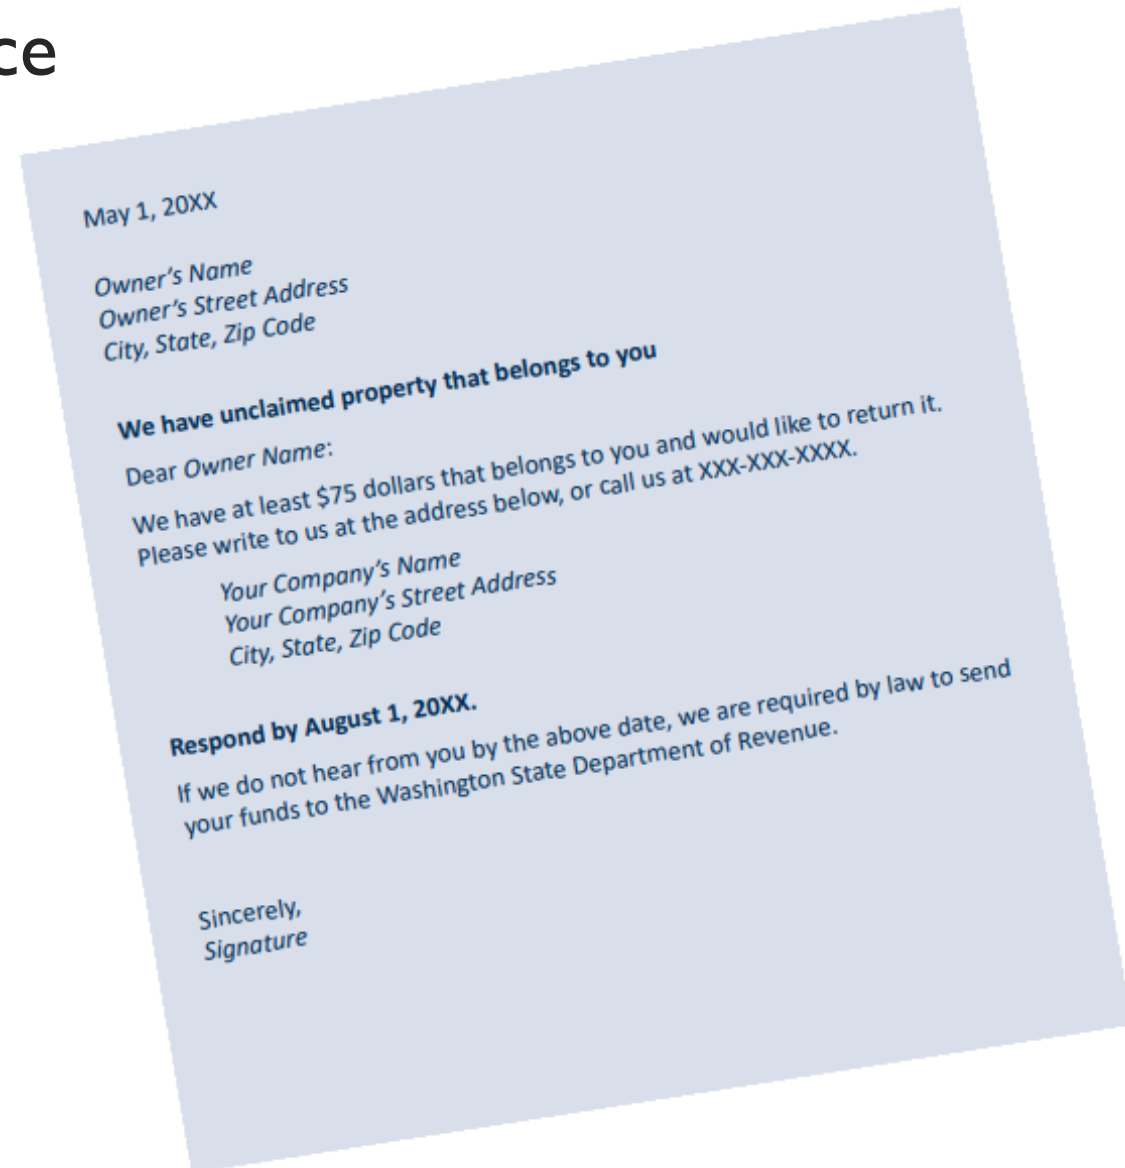 ce
May 1, 20XX
Owner's Name
Owner's Street Address
City, State, Zip Code
We have unclaimed property that belongs to you
Dear Owner Name:
We have at least $75 dollars that belongs to you and would like to return it.
Please write to us at the address below, or call us at XXX-XXX-XXXX.
Your Company's Name
Your Company's Street Address
City, State, Zip Code
Respond by August 1, 20XX.
If we do not hear from you by the above date, we are required by law to send
your funds to the Washington State Department of Revenue.
Sincerely,
Signature